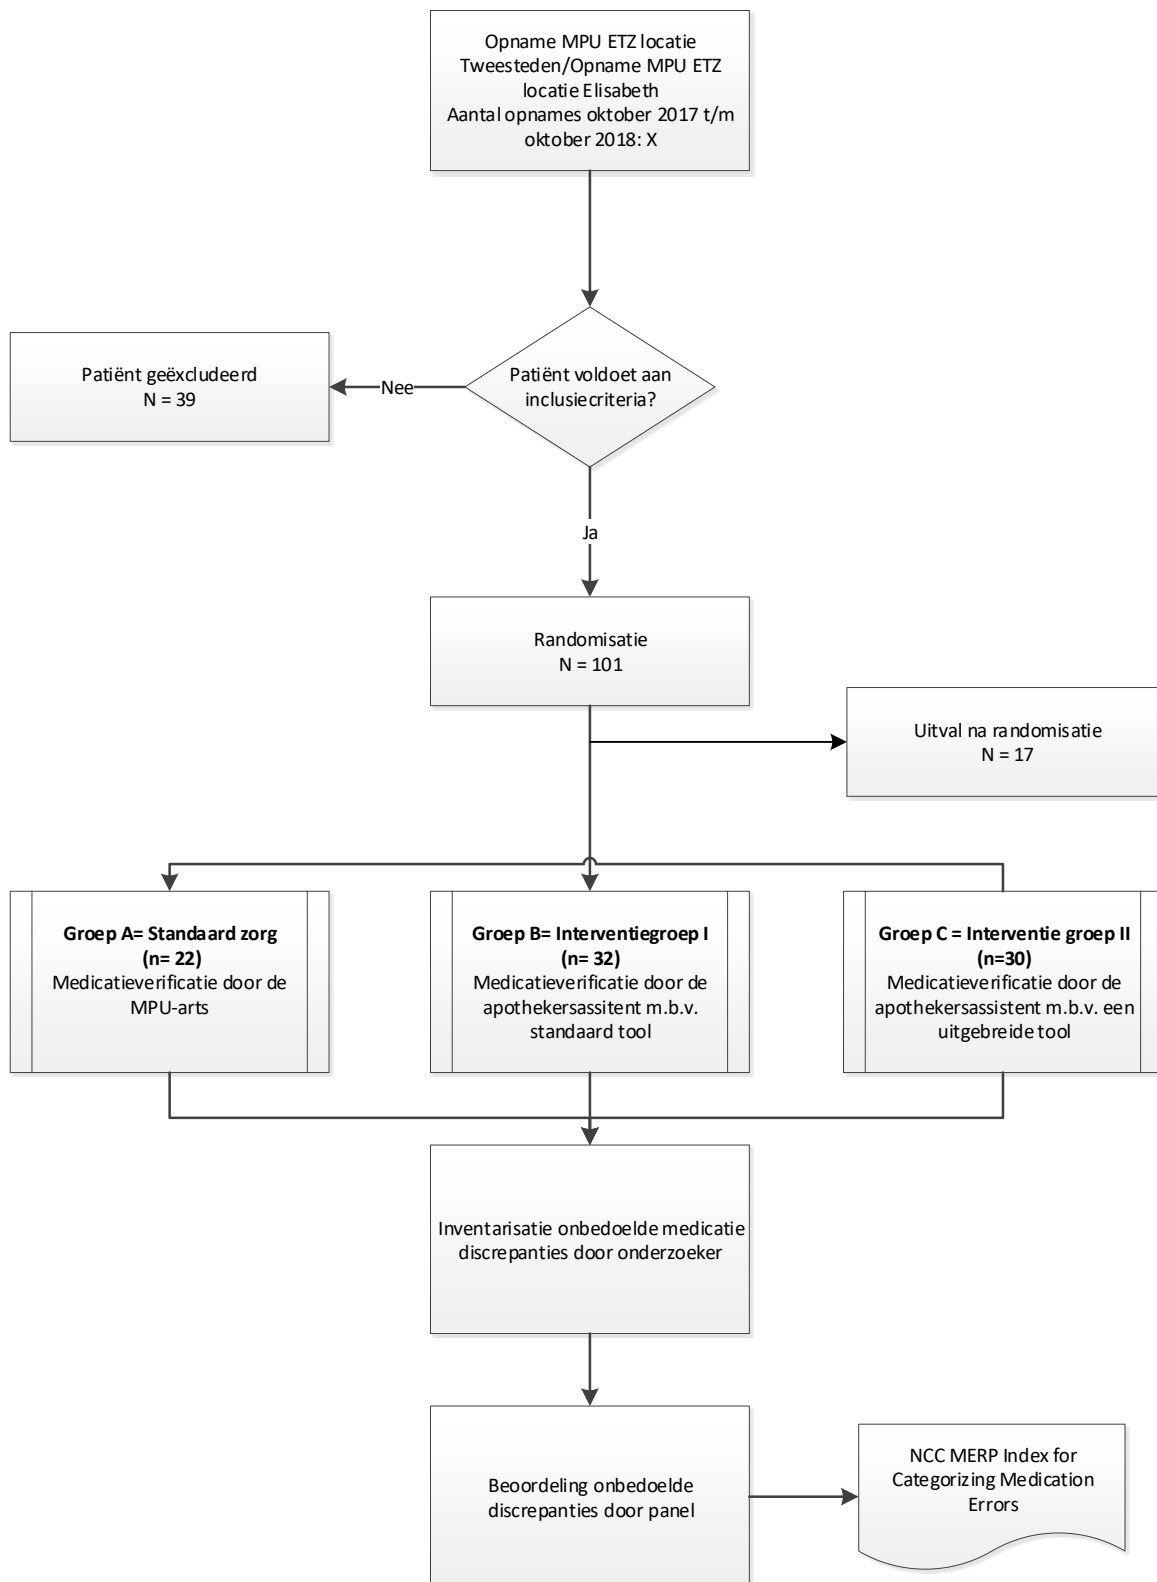 Opname MPU ETZ locatie
Tweesteden/Opname MPU ETZ
locatie Elisabeth
Aantal opnames oktober 2017 t/m
oktober 2018: X
Patiënt voldoet aan
inclusiecriteria?
Nee
Patiënt geëxcludeerd
N = 39
Ja
Randomisatie
N = 101
Uitval na randomisatie
N = 17
Groep A= Standaard zorg
(n= 22)
Medicatieverificatie door de
MPU-arts
Groep B= Interventiegroep I
(n= 32)
Medicatieverificatie door de
apothekersassitent m.b.v.
standaard tool
Groep C = Interventie groep II
(n=30)
Medicatieverificatie door de
apothekersassistent m.b.v. een
uitgebreide tool
Inventarisatie onbedoelde medicatie
discrepanties door onderzoeker
Beoordeling onbedoelde
discrepanties door panel
NCC MERP Index for
Categorizing Medication
Errors